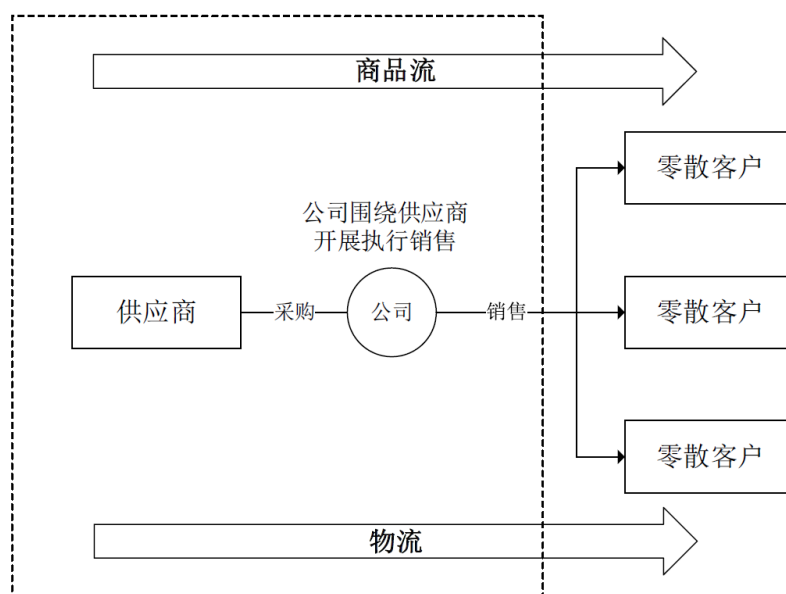 商品流
零散客户
公司围绕供应商
开展执行销售
供应商
采购
公司
销售
零散客户
零散客户
物流